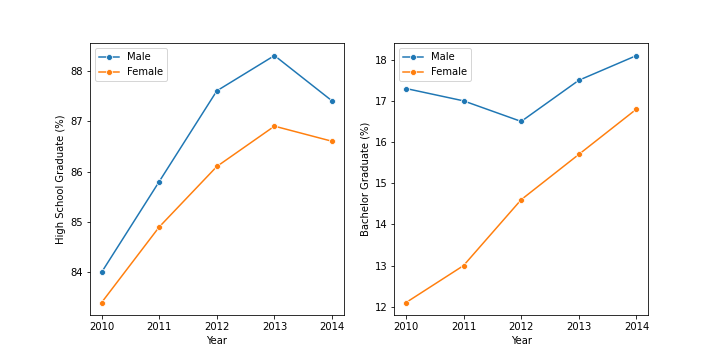 Male
Female
High School Graduate (%)
88
87
86
85
84
2010 2011 2012 2013 2014
Year
Male
Female
Bachelor Graduate (%)
18
17
16
15
14
13
12
2010 2011 2012 2013 2014
Year